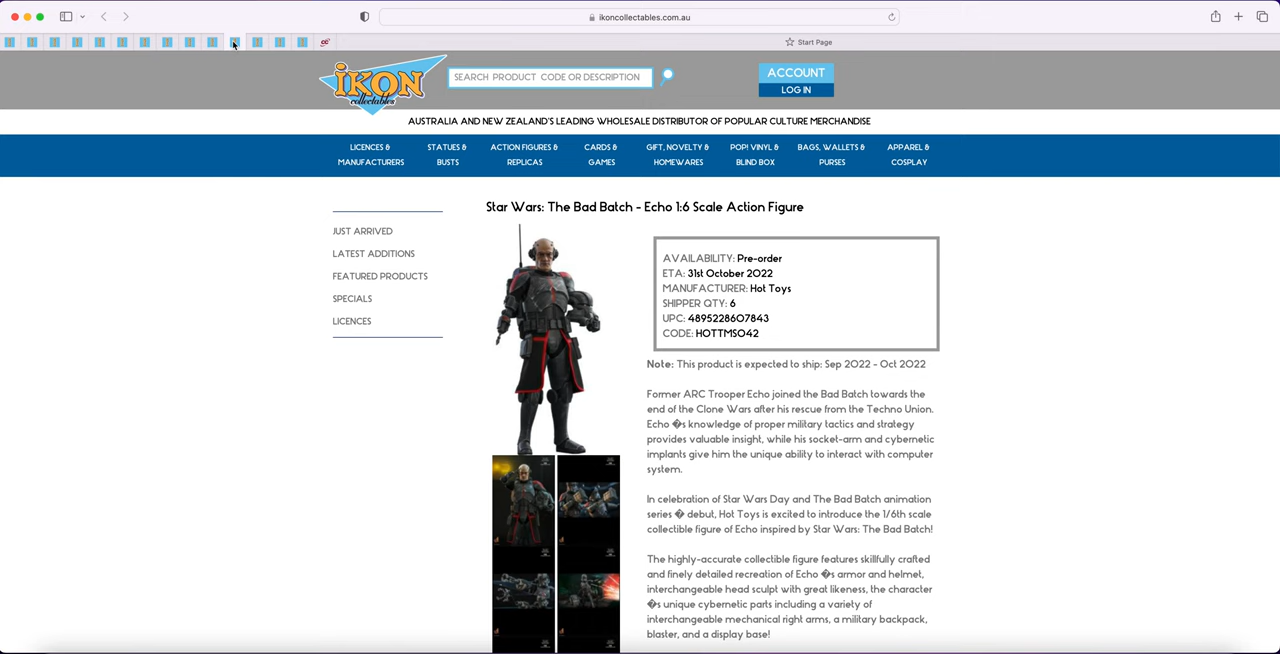 ikoncollectables.com.au
cc
Start Page
iKON
collectables
SEARCH PRODUCT CODE OR DESCRIPTION
ACCOUNT
LOG IN
AUSTRALIA AND NEW ZEALAND'S LEADING WHOLESALE DISTRIBUTOR OF POPULAR CULTURE MERCHANDISE
LICENCES &
MANUFACTURERS
STATUES &
BUSTS
ACTION FIGURES &
REPLICAS
CARDS &
GAMES
GIFT, NOVELTY &
HOMEWARES
POP! VINYL &
BLIND BOX
BAGS, WALLETS &
PURSES
APPAREL &
COSPLAY
JUST ARRIVED
LATEST ADDITIONS
FEATURED PRODUCTS
SPECIALS
LICENCES
Star Wars: The Bad Batch - Echo 1:6 Scale Action Figure
AVAILABILITY: Pre-order
ETA: 31st October 2022
MANUFACTURER: Hot Toys
SHIPPER QTY: 6
UPC: 4895228607843
CODE: HOTTMS042
Note: This product is expected to ship: Sep 2022 - Oct 2022
Former ARC Trooper Echo joined the Bad Batch towards the
end of the Clone Wars after his rescue from the Techno Union.
Echo �s knowledge of proper military tactics and strategy
provides valuable insight, while his socket-arm and cybernetic
implants give him the unique ability to interact with computer
system.
In celebration of Star Wars Day and The Bad Batch animation
series � debut, Hot Toys is excited to introduce the 1/6th scale
collectible figure of Echo inspired by Star Wars: The Bad Batch!
The highly-accurate collectible figure features skillfully crafted
and finely detailed recreation of Echo �s armor and helmet,
interchangeable head sculpt with great likeness, the character
�s unique cybernetic parts including a variety of
interchangeable mechanical right arms, a military backpack,
blaster, and a display base!